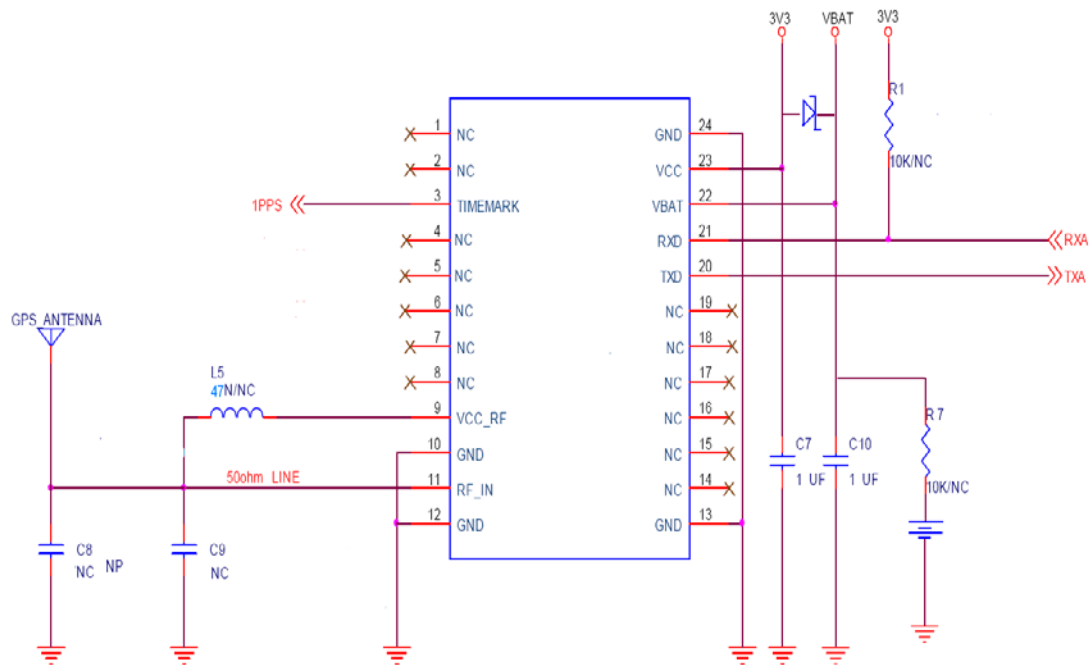 3V3 VBAT 3V3
R1
10K/NC
1 NC
2 NC
1PPS 3 TIMEMARK
4 NC
5 NC
6 NC
7 NC
8 NC
9 VCC_RF
10 GND
11 RF_IN
12 GND
GND 24
VCC 23
VBAT 22
RXD 21 RXA
TXD 20 TXA
NC 19
NC 18
NC 17
NC 16
NC 15
NC 14
GND 13
GPS_ANTENNA
L5
47N/NC
50ohm LINE
C8
NC NP
C9
NC
C7
1 UF
C10
1 UF
R7
10K/NC